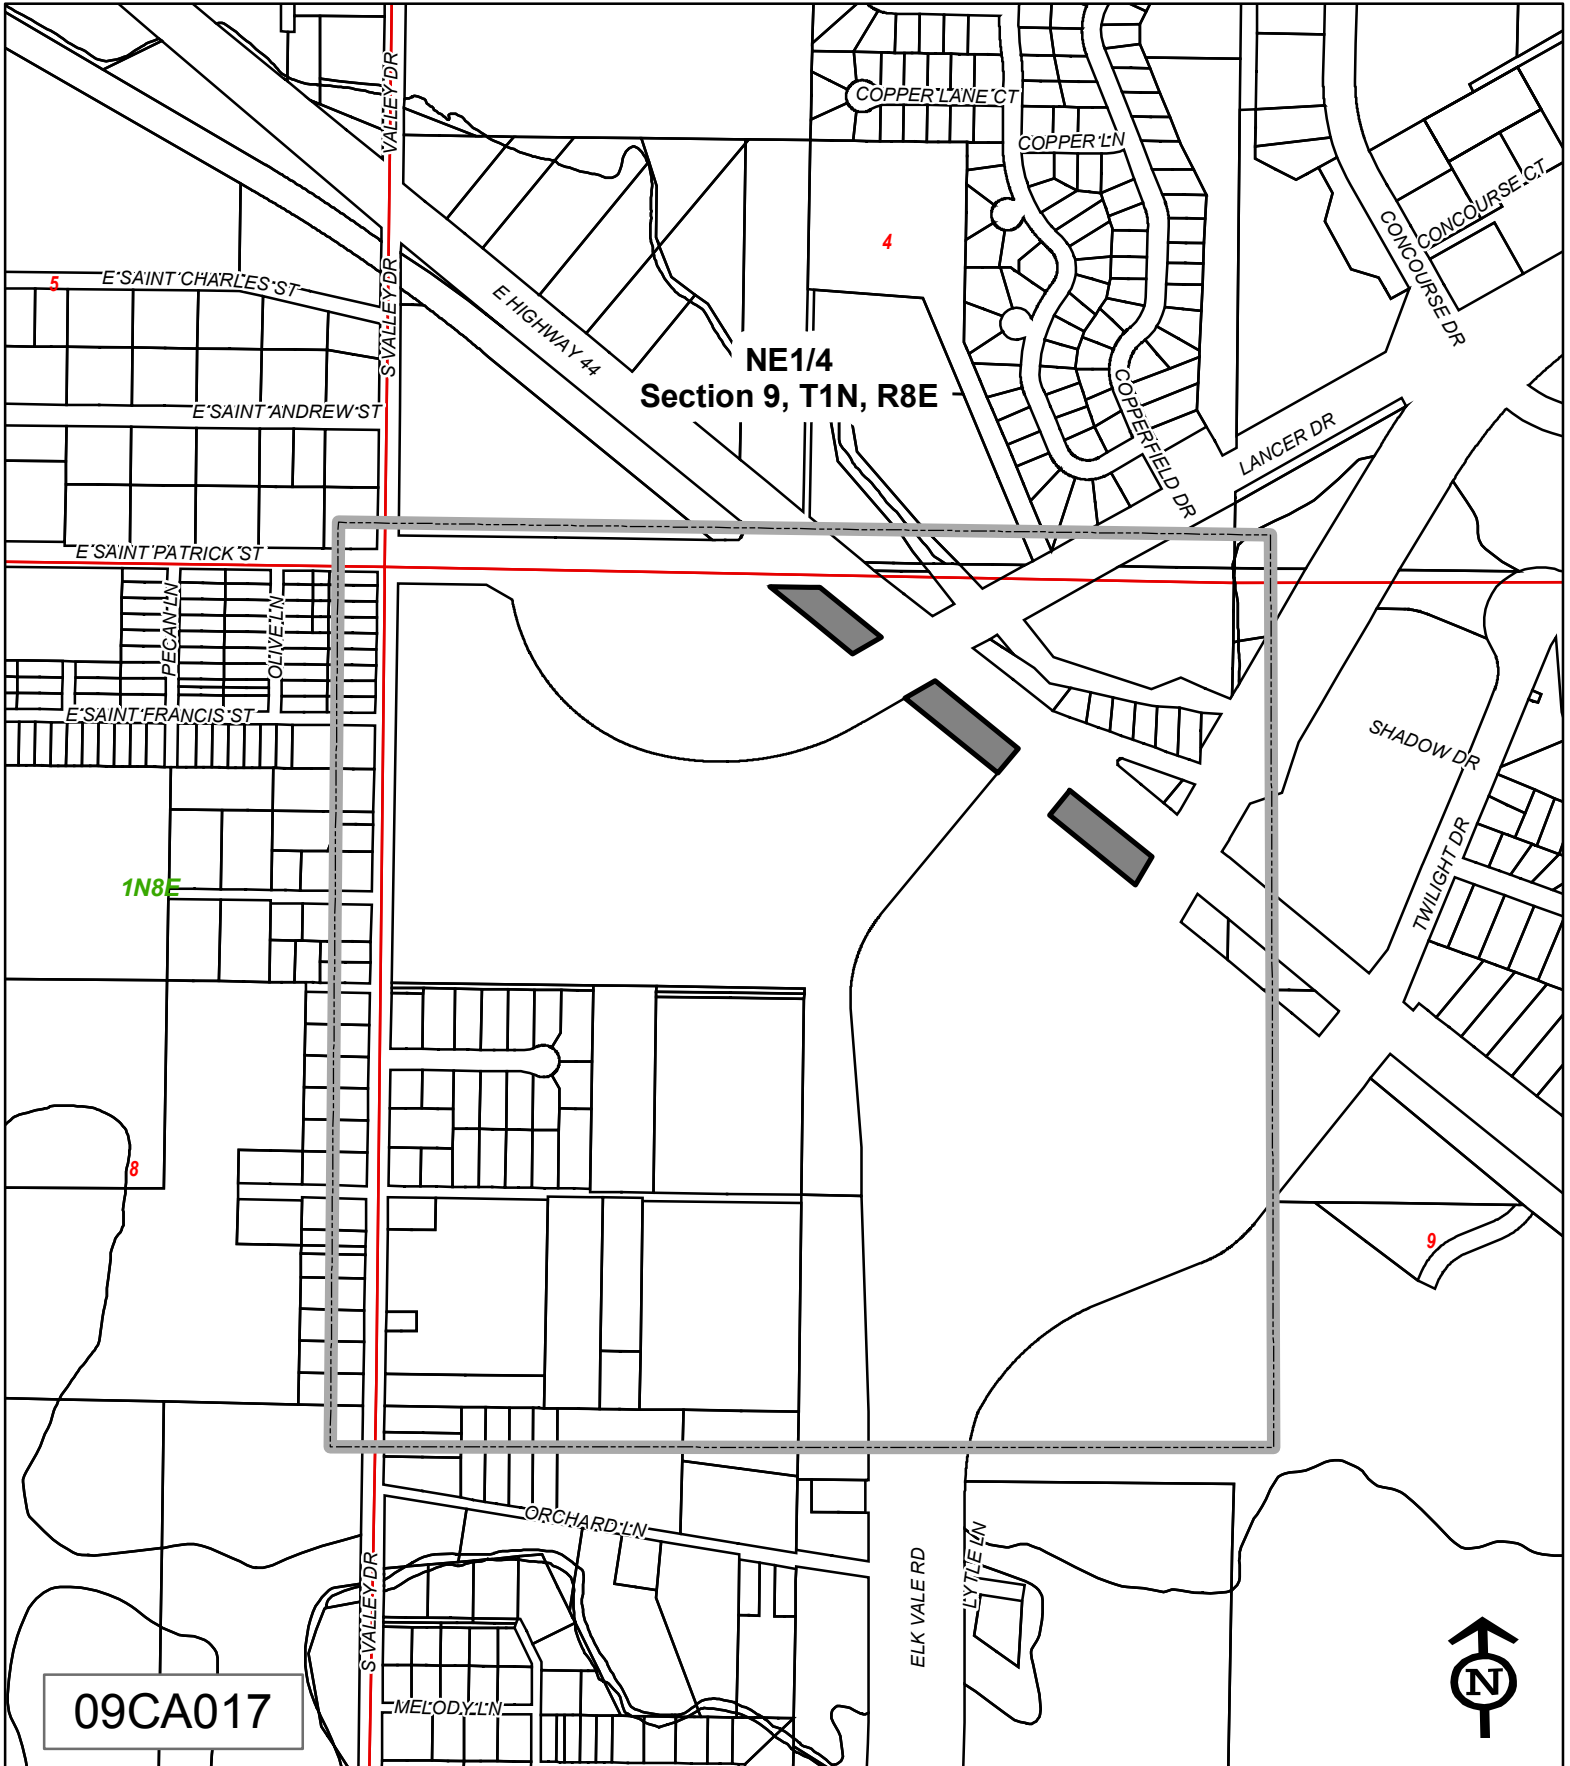 VALLEY DR
COPPER LANE CT
COPPER LN
CONCOURSE CT
CONCOURSE DR
4
5
E SAINT CHARLES ST
S VALLEY DR
E HIGHWAY 44
NE1/4
Section 9, T1N, R8E
E SAINT ANDREW ST
COPPERFIELD DR
LANCER DR
E SAINT PATRICK ST
PECAN LN
OLIVE LN
E SAINT FRANCIS ST
SHADOW DR
TWILIGHT DR
1N8E
8
9
ORCHARD LN
ELK VALE RD
LYTLE LN
S VALLEY DR
MELODY LN
09CA017
N